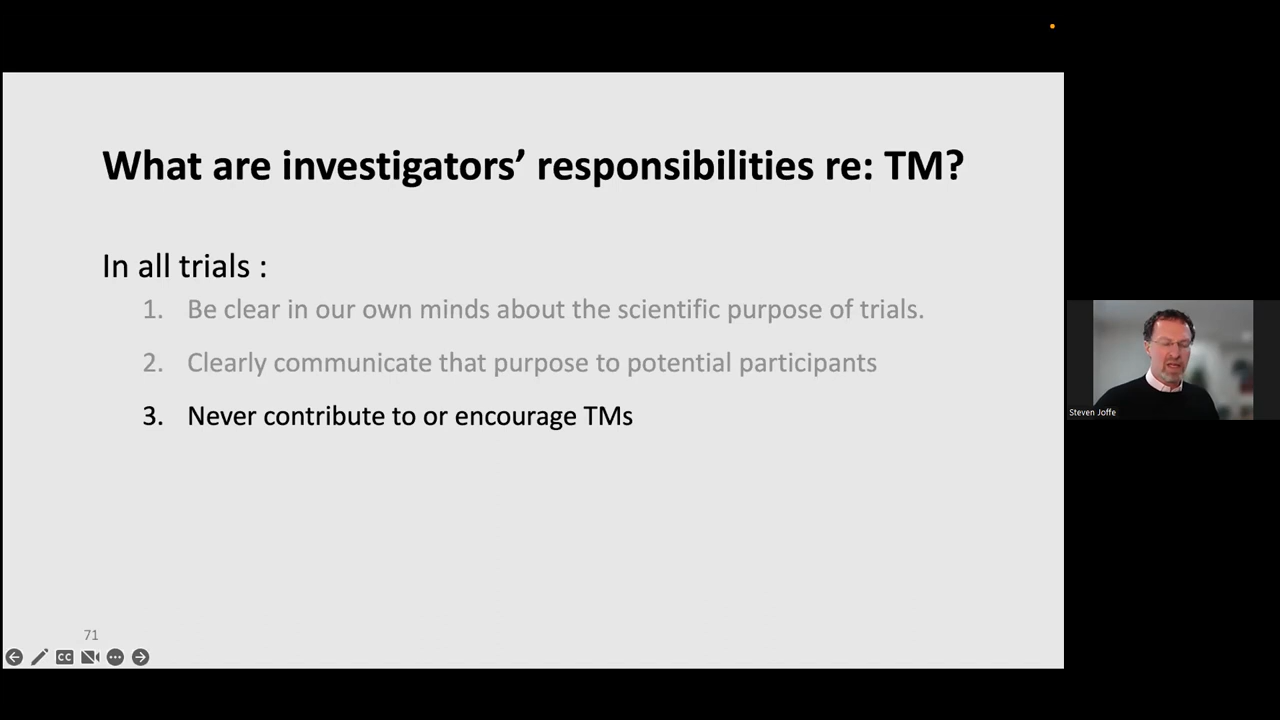 What are investigators’ responsibilities re: TM?
In all trials :
1. Be clear in our own minds about the scientific purpose of trials.
2. Clearly communicate that purpose to potential participants
3. Never contribute to or encourage TMs
Steven Joffe
71
CC